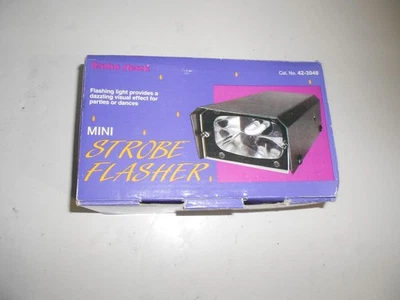 Cat. No. 42-3048
Flashing light provides a
dazzling visual effect for
parties or dances
MINI
STROBE
FLASHER